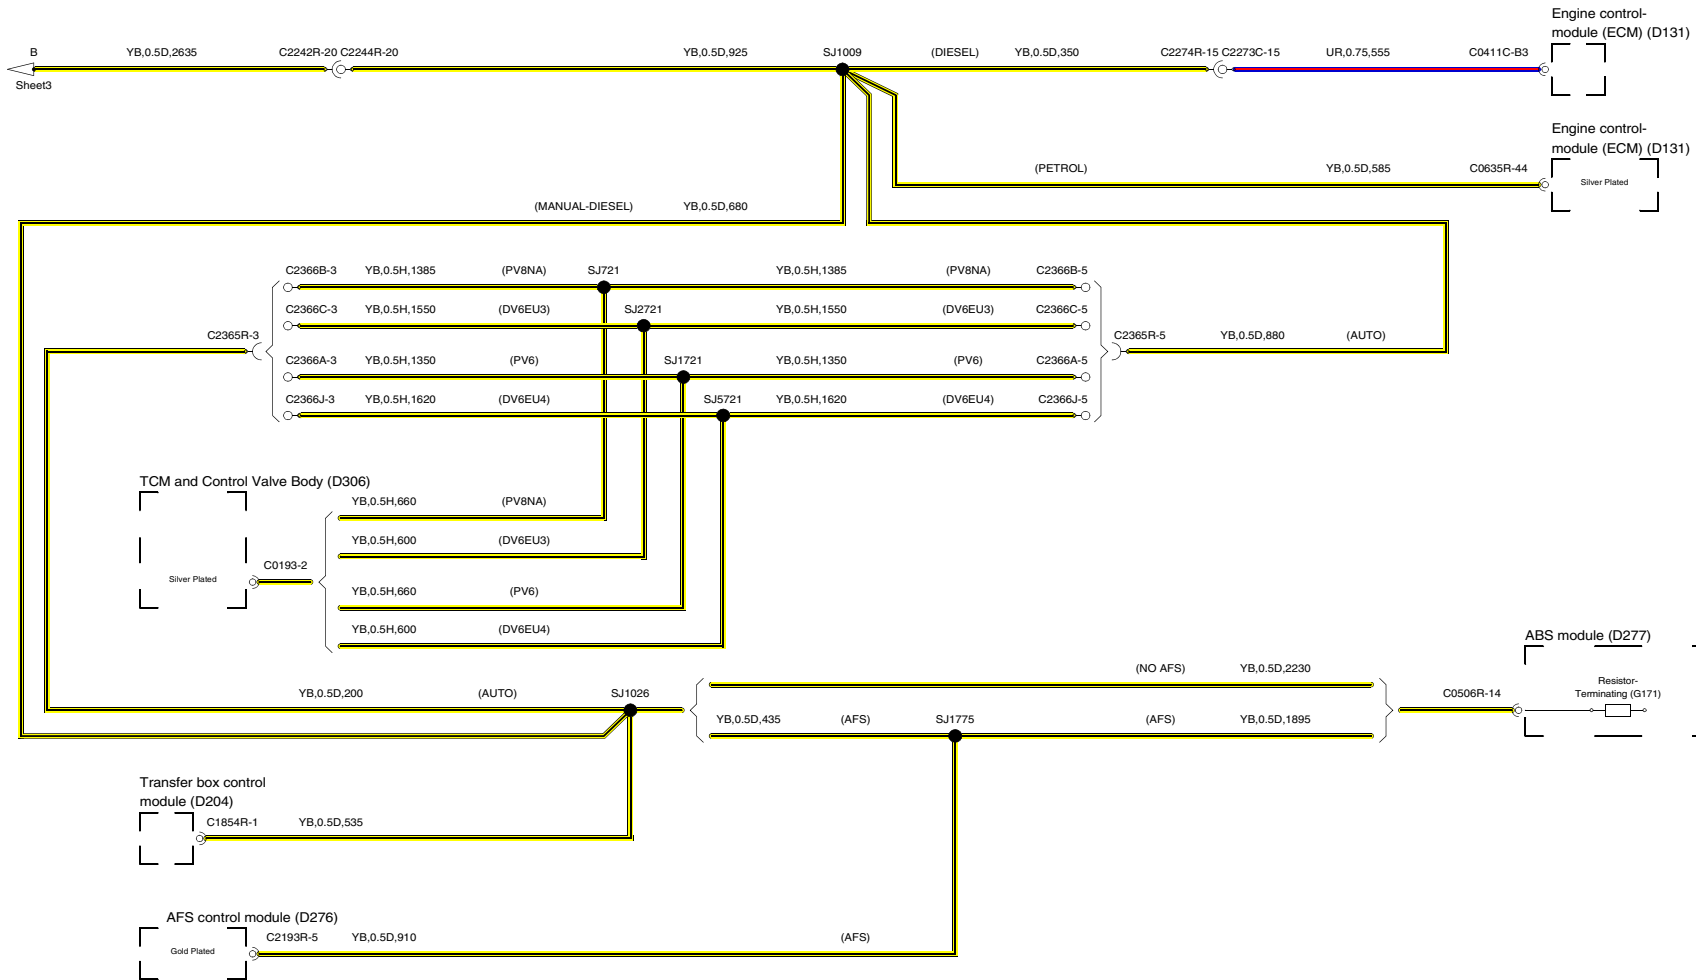 Engine control-
module (ECM) (D131)
B YB,0.5D,2635 C2242R-20 C2244R-20 YB,0.5D,925 SJ1009 (DIESEL) YB,0.5D,350 C2274R-15 C2273C-15 UR,0.75,555 C0411C-B3
Sheet3
Engine control-
module (ECM) (D131)
(PETROL) YB,0.5D,585 C0635R-44
Silver Plated
(MANUAL-DIESEL) YB,0.5D,680
C2366B-3 YB,0.5H,1385 (PV8NA) SJ721 YB,0.5H,1385 (PV8NA) C2366B-5
C2366C-3 YB,0.5H,1550 (DV6EU3) SJ2721 YB,0.5H,1550 (DV6EU3) C2366C-5
C2365R-3 C2365R-5 YB,0.5D,880 (AUTO)
C2366A-3 YB,0.5H,1350 (PV6) SJ1721 YB,0.5H,1350 (PV6) C2366A-5
C2366J-3 YB,0.5H,1620 (DV6EU4) SJ5721 YB,0.5H,1620 (DV6EU4) C2366J-5
TCM and Control Valve Body (D306)
YB,0.5H,660 (PV8NA)
YB,0.5H,600 (DV6EU3)
C0193-2
Silver Plated
YB,0.5H,660 (PV6)
YB,0.5H,600 (DV6EU4)
ABS module (D277)
(NO AFS) YB,0.5D,2230
Resistor-
Terminating (G171)
YB,0.5D,200 (AUTO) SJ1026 C0506R-14
YB,0.5D,435 (AFS) SJ1775 (AFS) YB,0.5D,1895
Transfer box control
module (D204)
C1854R-1 YB,0.5D,535
AFS control module (D276)
C2193R-5 YB,0.5D,910 (AFS)
Gold Plated